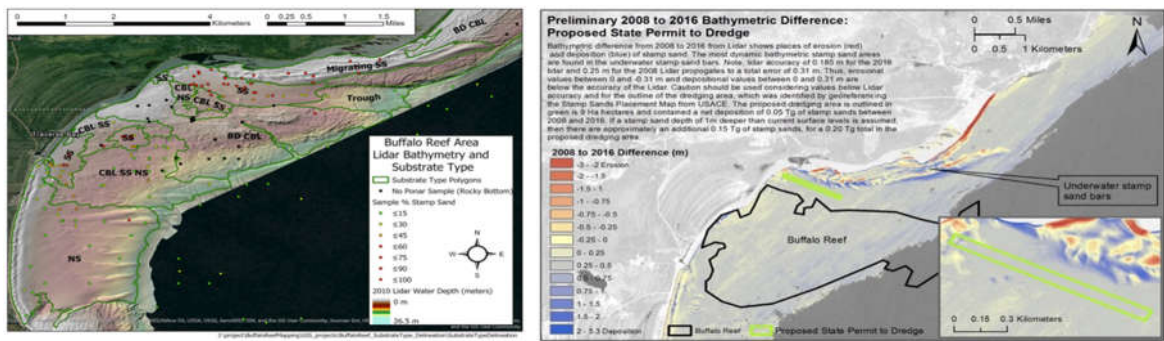 0 2 4 0 0.25 0.5 1 1.5
Kilometers Miles
BD CBL
Migrating SS
SS
CBL
NS
SS
CBL SS
Trough
CBL SS
SS
BD CBL
SS
CBL SS NS
NS
Buffalo Reef Area
Lidar Bathymetry and
Substrate Type
Substrate Type Polygons
No Ponar Sample (Rocky Bottom)
Sample % Stamp Sand
≤15
≤30
≤45
≤60
≤75
≤90
≤100
N
W E
S
2010 Lidar Water Depth (meters)
0 m
36.5 m
Preliminary 2008 to 2016 Bathymetric Difference:
Proposed State Permit to Dredge
Bathymetric difference from 2008 to 2016 from Lidar shows places of erosion (red)
and deposition (blue) of stamp sand. The most dynamic bathymetric stamp sand areas
are found in the underwater stamp sand bars. Note, lidar accuracy of 0.185 m for the 2016
lidar and 0.25 m for the 2008 Lidar propogates to a total error of 0.31 m. Thus, erosional
values between 0 and -0.31 m and depositional values between 0 and 0.31 m are
below the accuracy of the Lidar. Caution should be used considering values below Lidar
accuracy and for the outline of the dredging area, which was identified by georeferencing
the Stamp Sands Placement Map from USACE. The proposed dredging area is outlined in
green is 9 Ha hectares and contained a net deposition of 0.05 Tg of stamp sands between
2008 and 2016. If a stamp sand depth of 1m deeper than current surface levels is assumed,
then there are approximately an additional 0.15 Tg of stamp sands, for a 0.20 Tg total in the
proposed dredging area.
0 0.5 Miles
0 0.5 1 Kilometers
N
2008 to 2016 Difference (m)
-3 - -2 Erosion
-2 - -1.5
-1.5 - 1
-1 - -0.75
-0.75 - -0.5
-0.5 - -0.25
-0.25 - 0
0 - 0.25
0.25 - 0.5
0.5 - 0.75
0.75 - 1
1 - 1.5
1.5 - 2
2 - 5.3 Deposition
Underwater stamp
sand bars
Buffalo Reef
Buffalo Reef
Proposed State Permit to Dredge
Kilometers
0 0.15 0.3